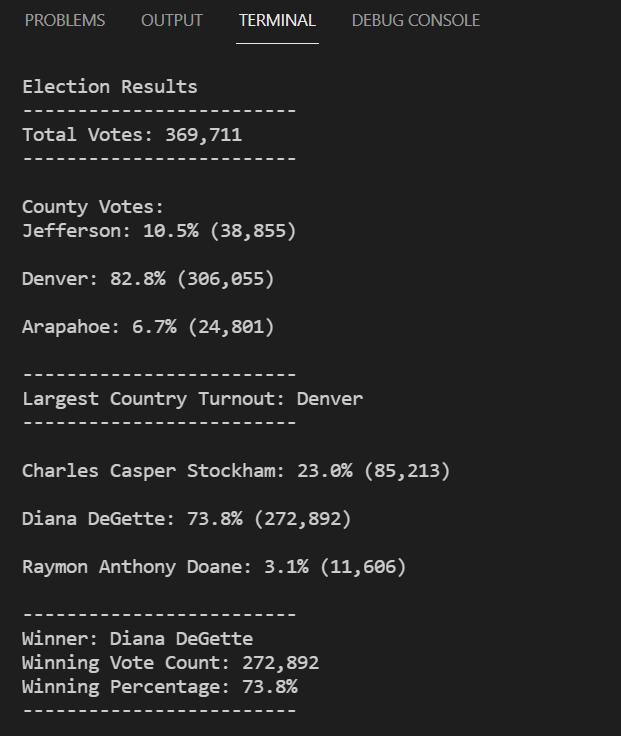 PROBLEMS OUTPUT TERMINAL DEBUG CONSOLE
Election Results
-------------------------
Total Votes: 369,711
-------------------------
County Votes:
Jefferson: 10.5% (38,855)
Denver: 82.8% (306,055)
Arapahoe: 6.7% (24,801)
-------------------------
Largest Country Turnout: Denver
-------------------------
Charles Casper Stockham: 23.0% (85,213)
Diana DeGette: 73.8% (272,892)
Raymon Anthony Doane: 3.1% (11,606)
-------------------------
Winner: Diana DeGette
Winning Vote Count: 272,892
Winning Percentage: 73.8%
-------------------------